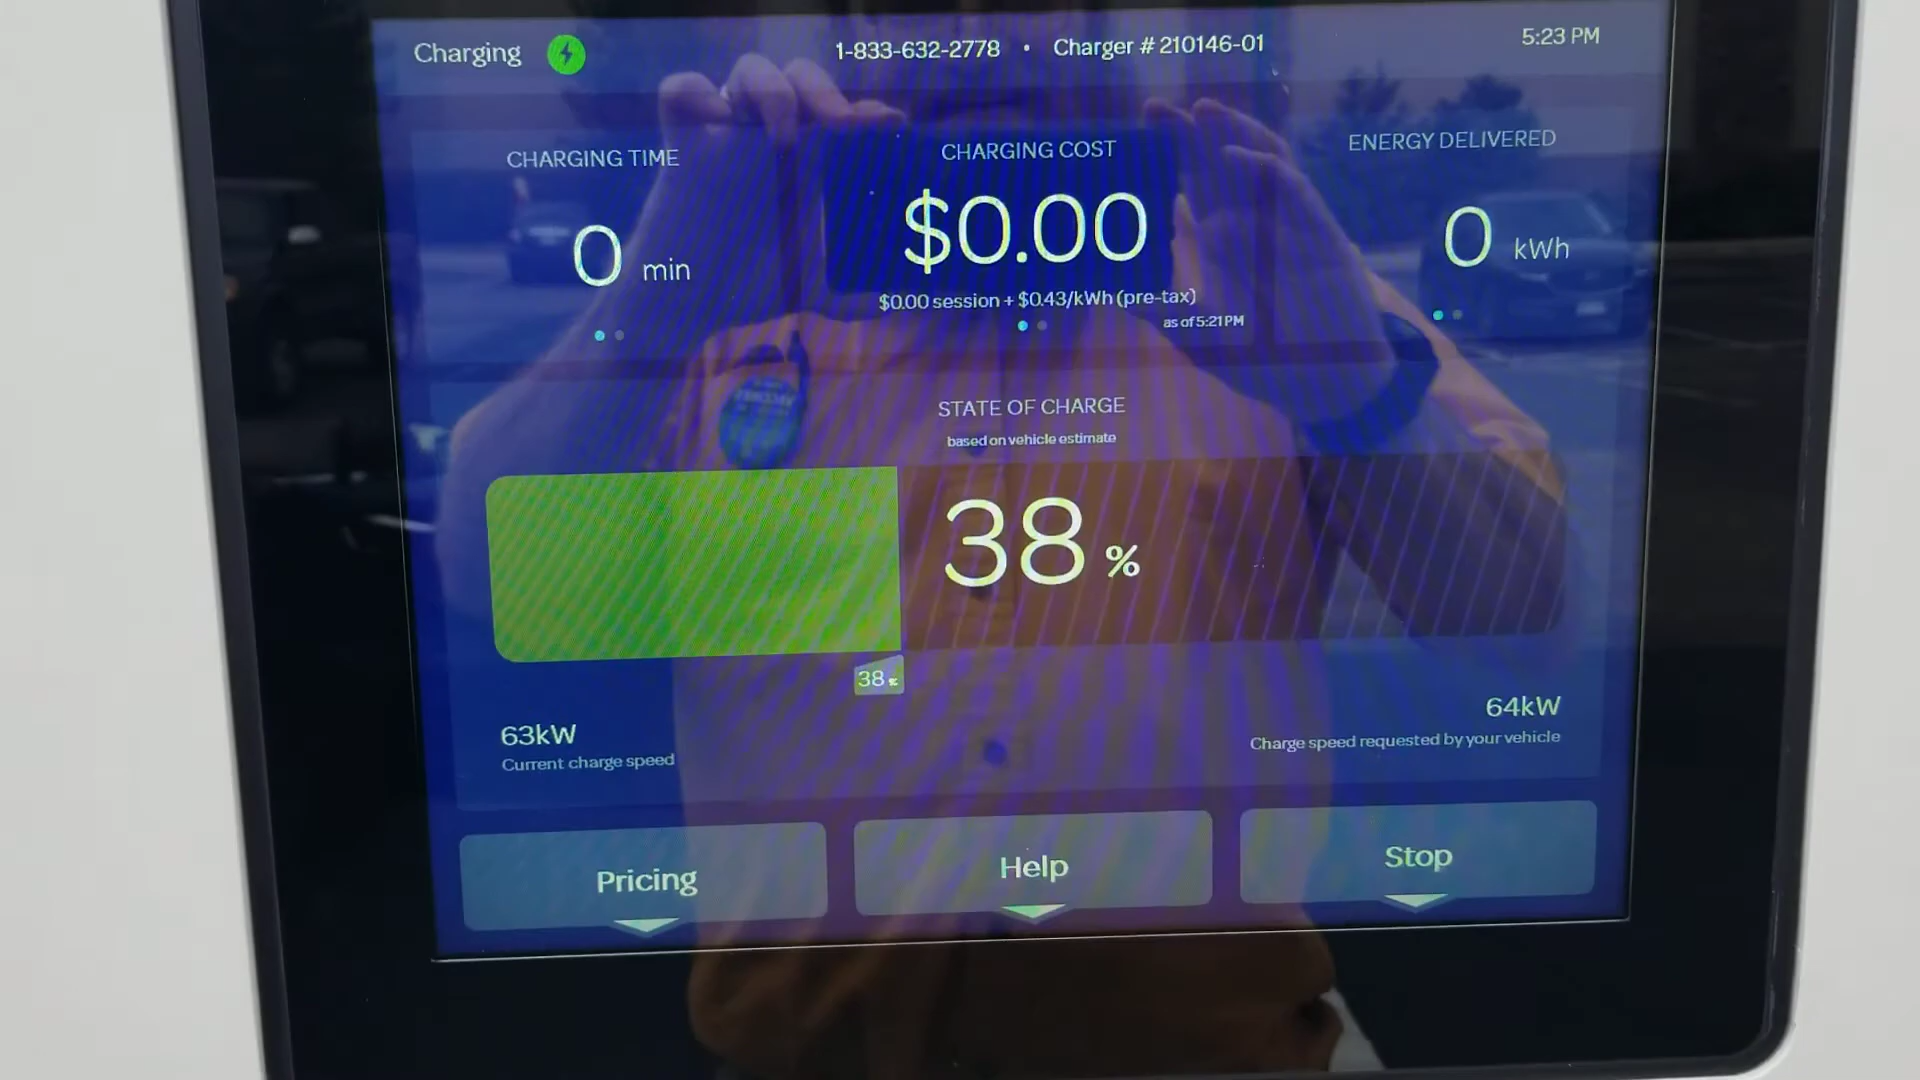 Charging
1-833-632-2778 • Charger # 210146-01
5:23 PM
CHARGING TIME
0 min
CHARGING COST
$0.00
$0.00 session + $0.43/kWh (pre-tax)
as of 5:21 PM
ENERGY DELIVERED
0 kWh
STATE OF CHARGE
based on vehicle estimate
38 %
38 %
63kW
Current charge speed
64kW
Charge speed requested by your vehicle
Pricing
Help
Stop